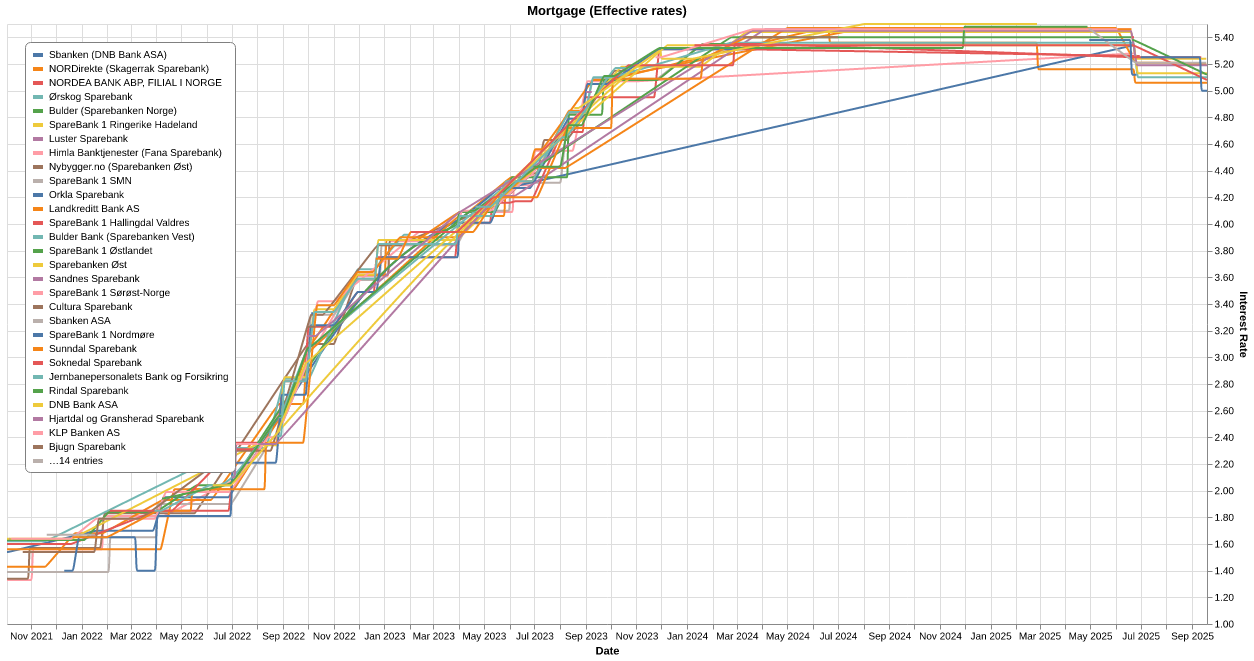 Mortgage (Effective rates)
Sbanken (DNB Bank ASA)
NORDirekte (Skagerrak Sparebank)
NORDEA BANK ABP, FILIAL I NORGE
Ørskog Sparebank
Bulder (Sparebanken Norge)
SpareBank 1 Ringerike Hadeland
Luster Sparebank
Himla Banktjenester (Fana Sparebank)
Nybygger.no (Sparebanken Øst)
SpareBank 1 SMN
Orkla Sparebank
Landkreditt Bank AS
SpareBank 1 Hallingdal Valdres
Bulder Bank (Sparebanken Vest)
SpareBank 1 Østlandet
Sparebanken Øst
Sandnes Sparebank
SpareBank 1 Sørøst-Norge
Cultura Sparebank
Sbanken ASA
SpareBank 1 Nordmøre
Sunndal Sparebank
Soknedal Sparebank
Jernbanepersonalets Bank og Forsikring
Rindal Sparebank
DNB Bank ASA
Hjartdal og Gransherad Sparebank
KLP Banken AS
Bjugn Sparebank
…14 entries
5.40
5.20
5.00
4.80
4.60
4.40
4.20
4.00
3.80
3.60
3.40
3.20
3.00
2.80
2.60
2.40
2.20
2.00
1.80
1.60
1.40
1.20
1.00
Interest Rate
Nov 2021 Jan 2022 Mar 2022 May 2022 Jul 2022 Sep 2022 Nov 2022 Jan 2023 Mar 2023 May 2023 Jul 2023 Sep 2023 Nov 2023 Jan 2024 Mar 2024 May 2024 Jul 2024 Sep 2024 Nov 2024 Jan 2025 Mar 2025 May 2025 Jul 2025 Sep 2025
Date